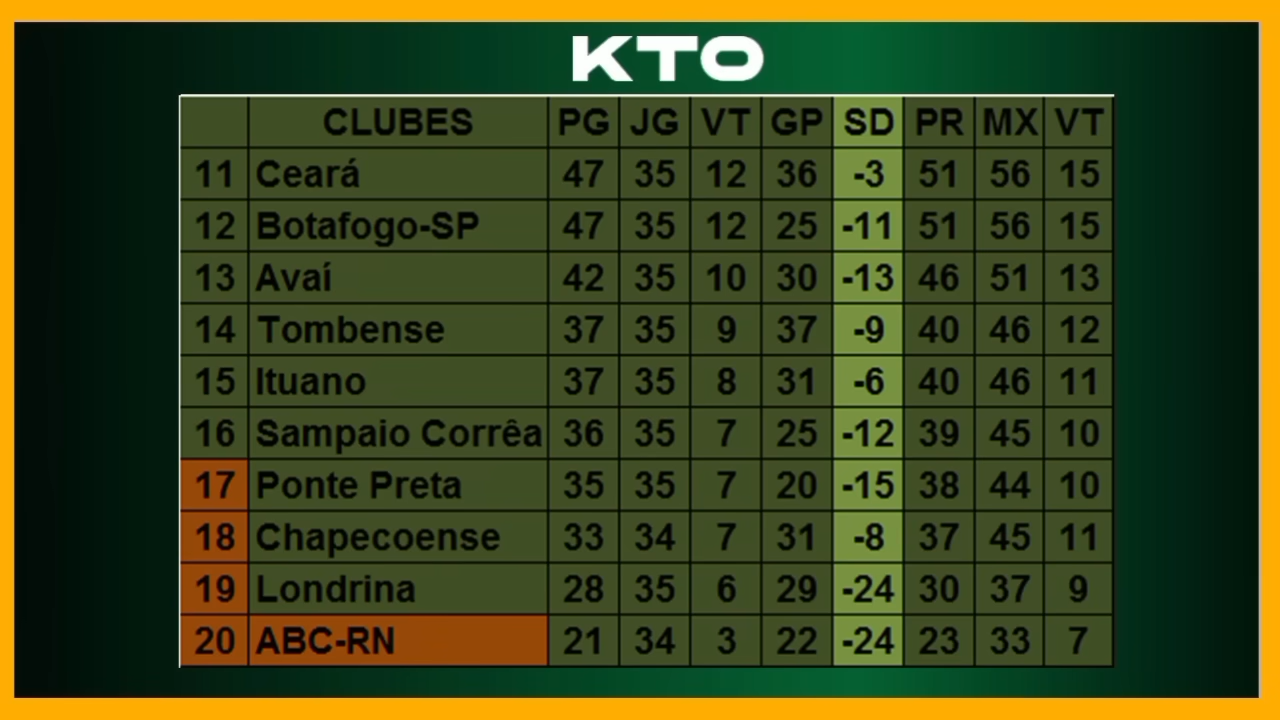 KTO
CLUBES PG JG VT GP SD PR MX VT
11 Ceará 47 35 12 36 -3 51 56 15
12 Botafogo-SP 47 35 12 25 -11 51 56 15
13 Avaí 42 35 10 30 -13 46 51 13
14 Tombense 37 35 9 37 -9 40 46 12
15 Ituano 37 35 8 31 -6 40 46 11
16 Sampaio Corrêa 36 35 7 25 -12 39 45 10
17 Ponte Preta 35 35 7 20 -15 38 44 10
18 Chapecoense 33 34 7 31 -8 37 45 11
19 Londrina 28 35 6 29 -24 30 37 9
20 ABC-RN 21 34 3 22 -24 23 33 7